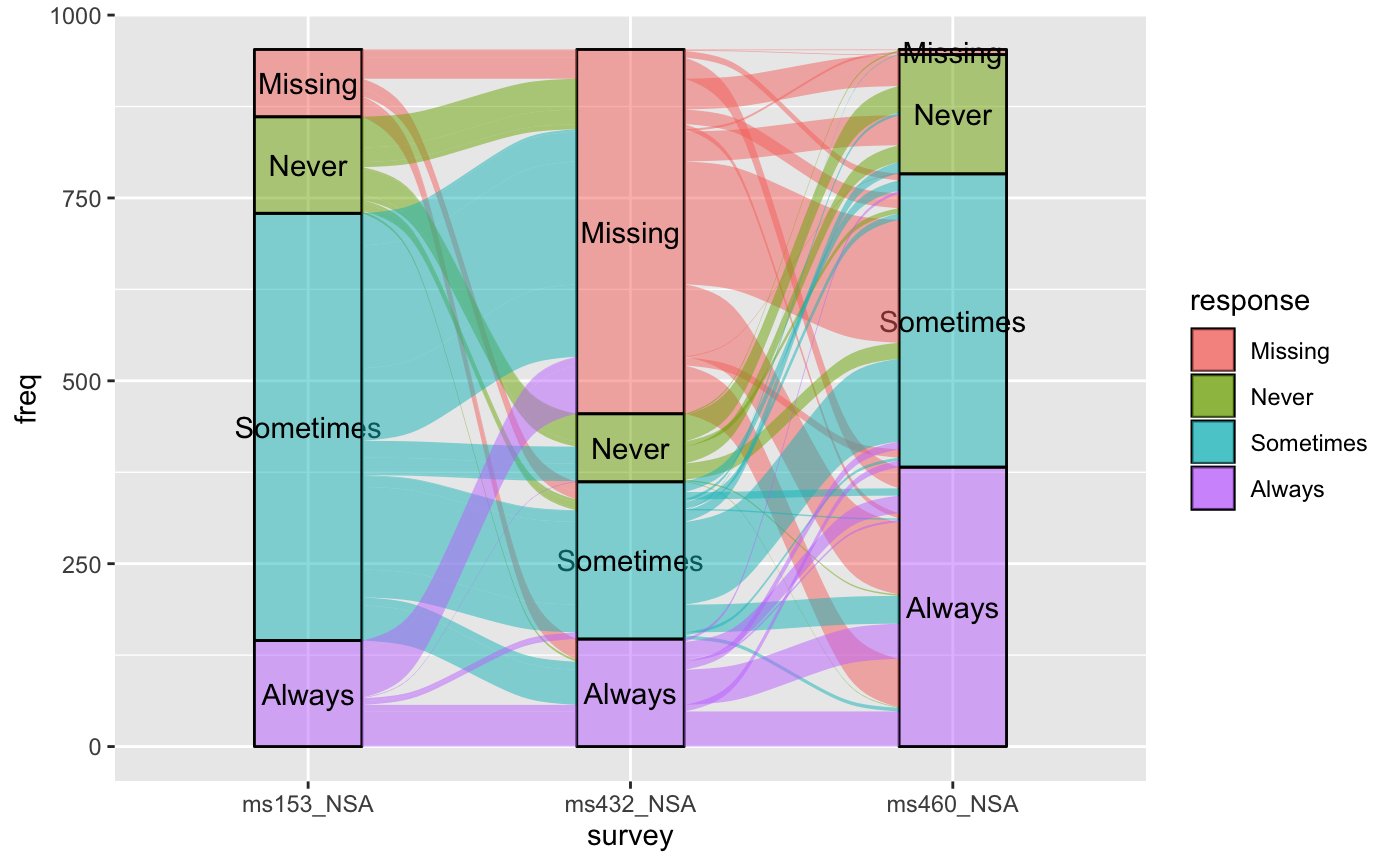 1000
750
500
250
0
freq
Missing
Never
Sometimes
Always
Missing
Never
Sometimes
Always
Missing
Never
Sometimes
Always
ms153_NSA
ms432_NSA
ms460_NSA
survey
response
Missing
Never
Sometimes
Always